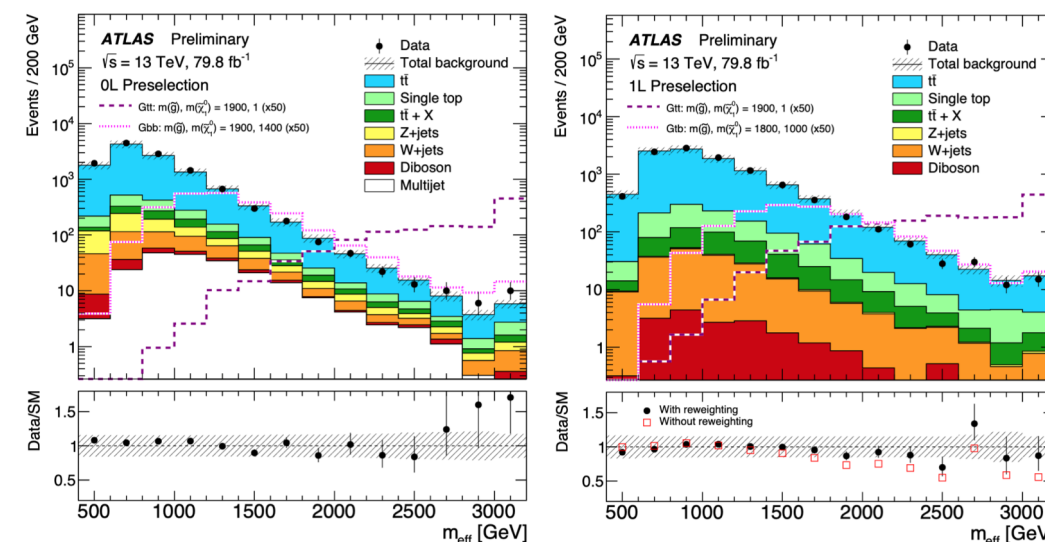 Events / 200 GeV
10⁵
10⁴
10³
10²
10
1
ATLAS Preliminary
√s = 13 TeV, 79.8 fb⁻¹
0L Preselection
Gtt: m(g̃), m(χ̃₁⁰) = 1900, 1 (x50)
Gbb: m(g̃), m(χ̃₁⁰) = 1900, 1400 (x50)
Data
Total background
tt̄
Single top
tt̄ + X
Z+jets
W+jets
Diboson
Multijet
Data/SM
1.5
1
0.5
500 1000 1500 2000 2500 3000
m_eff [GeV]
Events / 200 GeV
10⁵
10⁴
10³
10²
10
1
ATLAS Preliminary
√s = 13 TeV, 79.8 fb⁻¹
1L Preselection
Gtt: m(g̃), m(χ̃₁⁰) = 1900, 1 (x50)
Gtb: m(g̃), m(χ̃₁⁰) = 1800, 1000 (x50)
Data
Total background
tt̄
Single top
tt̄ + X
Z+jets
W+jets
Diboson
Data/SM
1.5
1
0.5
With reweighting
Without reweighting
500 1000 1500 2000 2500 3000
m_eff [GeV]